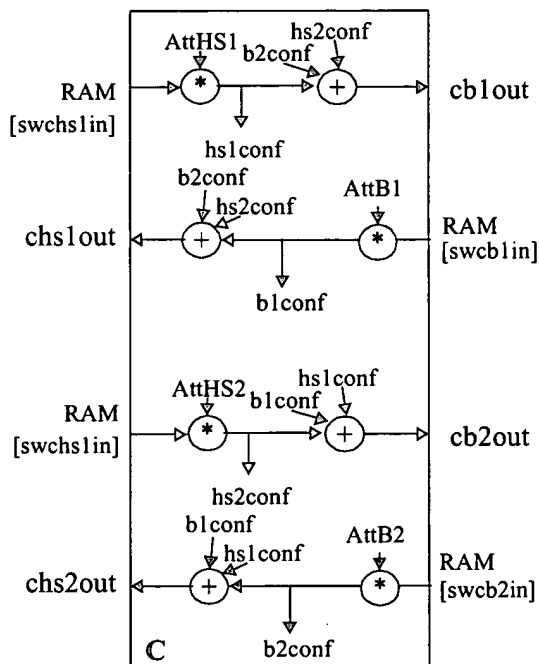 hs2conf
AttHS1
b2conf
*
+
RAM
cb1out
[swchs1in]
hs1conf
b2conf
AttB1
hs2conf
chs1out
+
*
RAM
[swcb1in]
b1conf
hs1conf
AttHS2
b1conf
RAM
*
+
cb2out
[swchs1in]
hs2conf
b1conf
AttB2
hs1conf
RAM
chs2out
+
*
[swcb2in]
b2conf
C